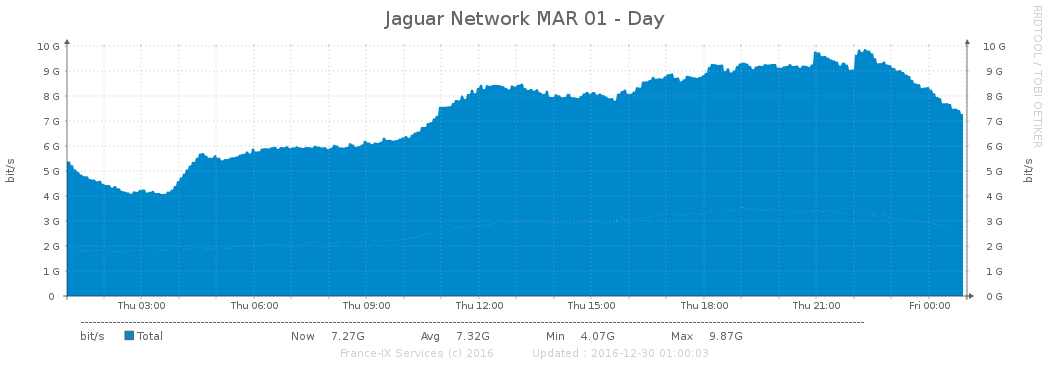 Jaguar Network MAR 01 - Day
RRDTOOL / TOBI OETIKER
10 G 10 G
9 G 9 G
8 G 8 G
7 G 7 G
6 G 6 G
5 G 5 G
4 G 4 G
3 G 3 G
2 G 2 G
1 G 1 G
0 0 G
bit/s
bit/s
Thu 03:00 Thu 06:00 Thu 09:00 Thu 12:00 Thu 15:00 Thu 18:00 Thu 21:00 Fri 00:00
bit/s Total Now 7.27G Avg 7.32G Min 4.07G Max 9.87G
France-IX Services (c) 2016 Updated : 2016-12-30 01:00:03